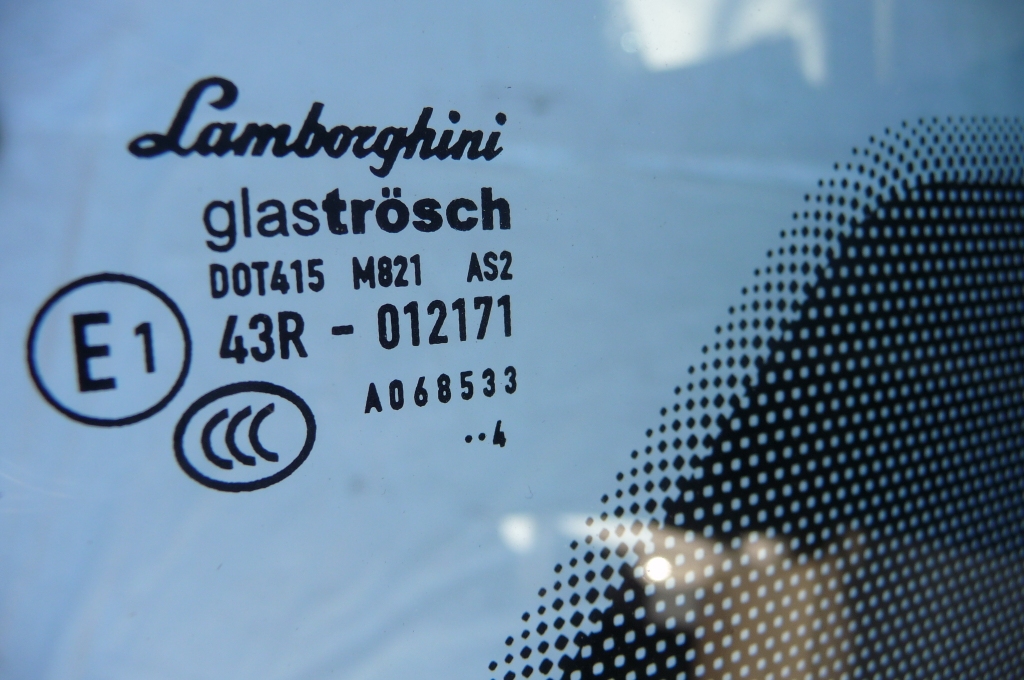 Lamborghini
glaströsch
DOT415 M821 AS2
E1 43R - 012171
CCC A068533
··4